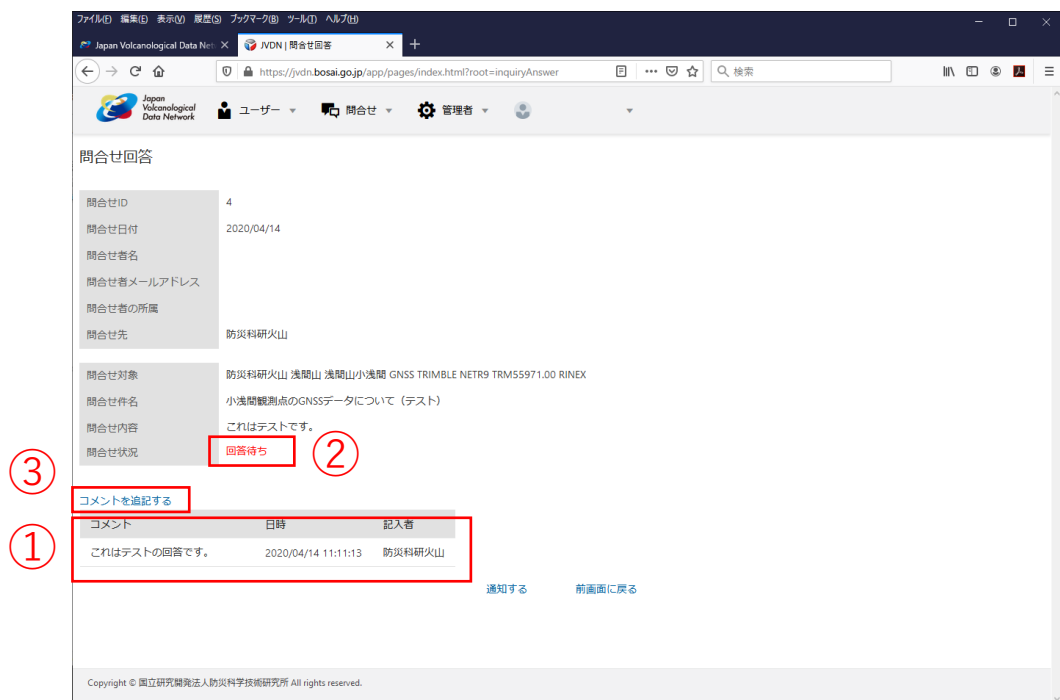 ファイル(F) 編集(E) 表示(V) 履歴(S) ブックマーク(B) ツール(T) ヘルプ(H)
Japan Volcanological Data Net
JVDN | 問合せ回答
https://jvdn.bosai.go.jp/app/pages/index.html?root=inquiryAnswer
検索
Japan
Volcanological
Data Network
ユーザー
問合せ
管理者
問合せ回答
問合せID 4
問合せ日付 2020/04/14
問合せ者名
問合せ者メールアドレス
問合せ者の所属
問合せ先 防災科研火山
問合せ対象 防災科研火山 浅間山 浅間山小浅間 GNSS TRIMBLE NETR9 TRM55971.00 RINEX
問合せ件名 小浅間観測点のGNSSデータについて（テスト）
問合せ内容 これはテストです。
問合せ状況 回答待ち
②
③
コメントを追記する
①
コメント 日時 記入者
これはテストの回答です。 2020/04/14 11:11:13 防災科研火山
通知する 前画面に戻る
Copyright © 国立研究開発法人防災科学技術研究所 All rights reserved.